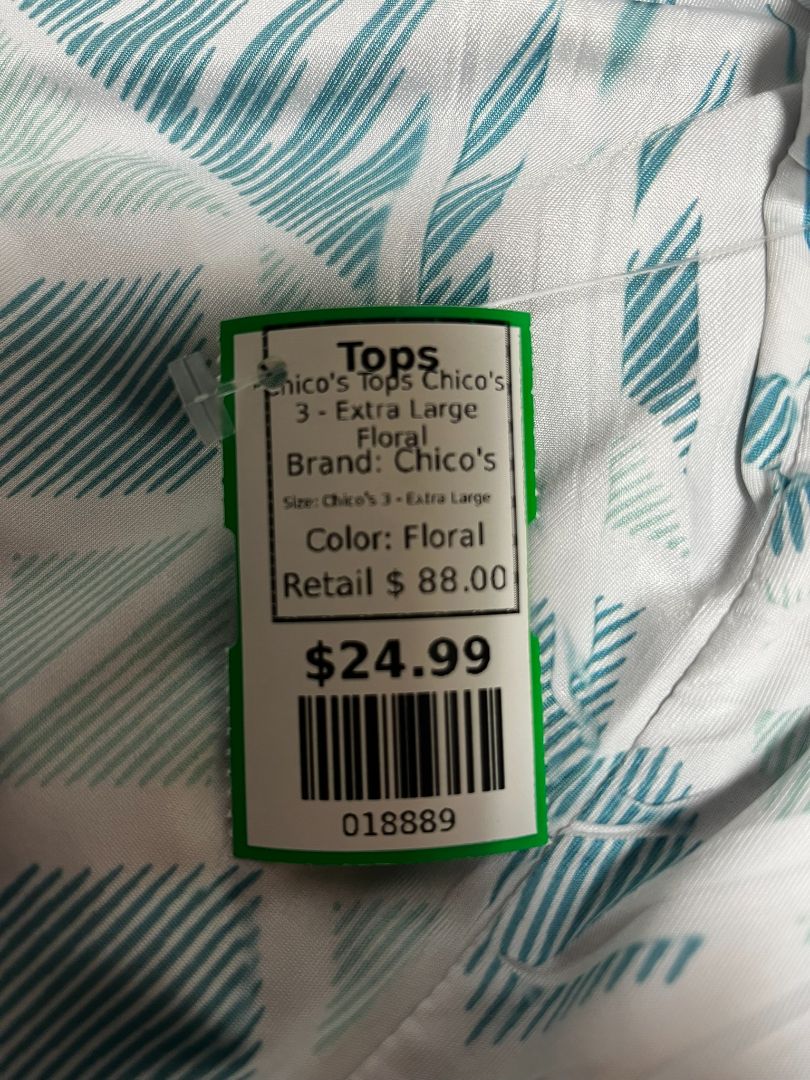 Tops
Chico's Tops Chico's
3 - Extra Large
Floral
Brand: Chico's
Size: Chico's 3 - Extra Large
Color: Floral
Retail $ 88.00
$24.99
018889